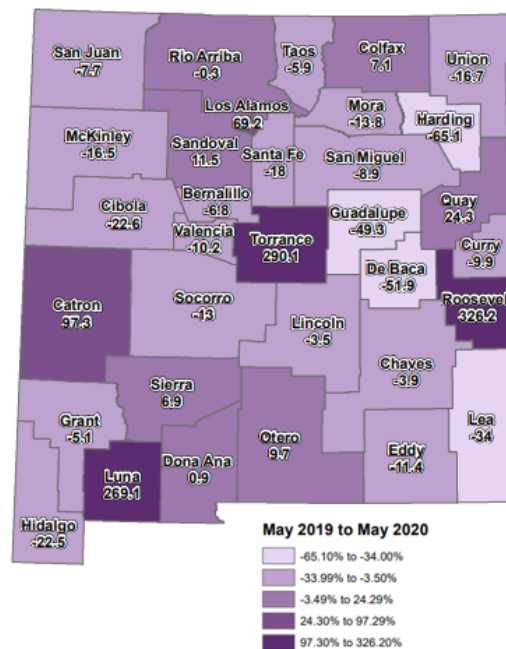 San Juan
-7.7
Rio Arriba
-0.3
Taos
-5.9
Colfax
7.1
Union
-16.7
Los Alamos
69.2
Mora
-13.8
Harding
-65.1
McKinley
-16.5
Sandoval
11.5
Santa Fe
-18
San Miguel
-8.9
Cibola
-22.6
Bernalillo
-6.8
Valencia
-10.2
Torrance
290.1
Guadalupe
-49.3
Quay
24.3
Curry
-9.9
De Baca
-51.9
Roosevel
326.2
Catron
97.3
Socorro
-13
Lincoln
-3.5
Chaves
-3.9
Sierra
6.9
Grant
-5.1
Luna
269.1
Dona Ana
0.9
Otero
9.7
Eddy
-11.4
Lea
-34
Hidalgo
-22.5
May 2019 to May 2020
-65.10% to -34.00%
-33.99% to -3.50%
-3.49% to 24.29%
24.30% to 97.29%
97.30% to 326.20%